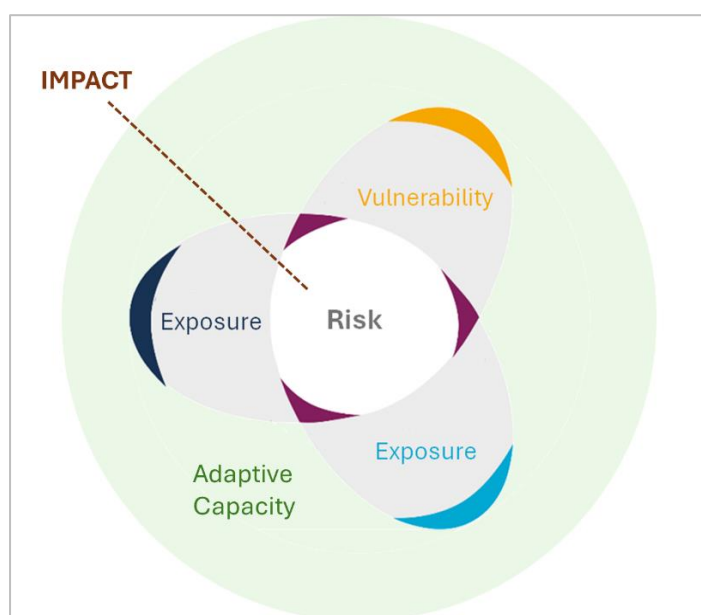 IMPACT
Vulnerability
Exposure
Risk
Exposure
Adaptive
Capacity